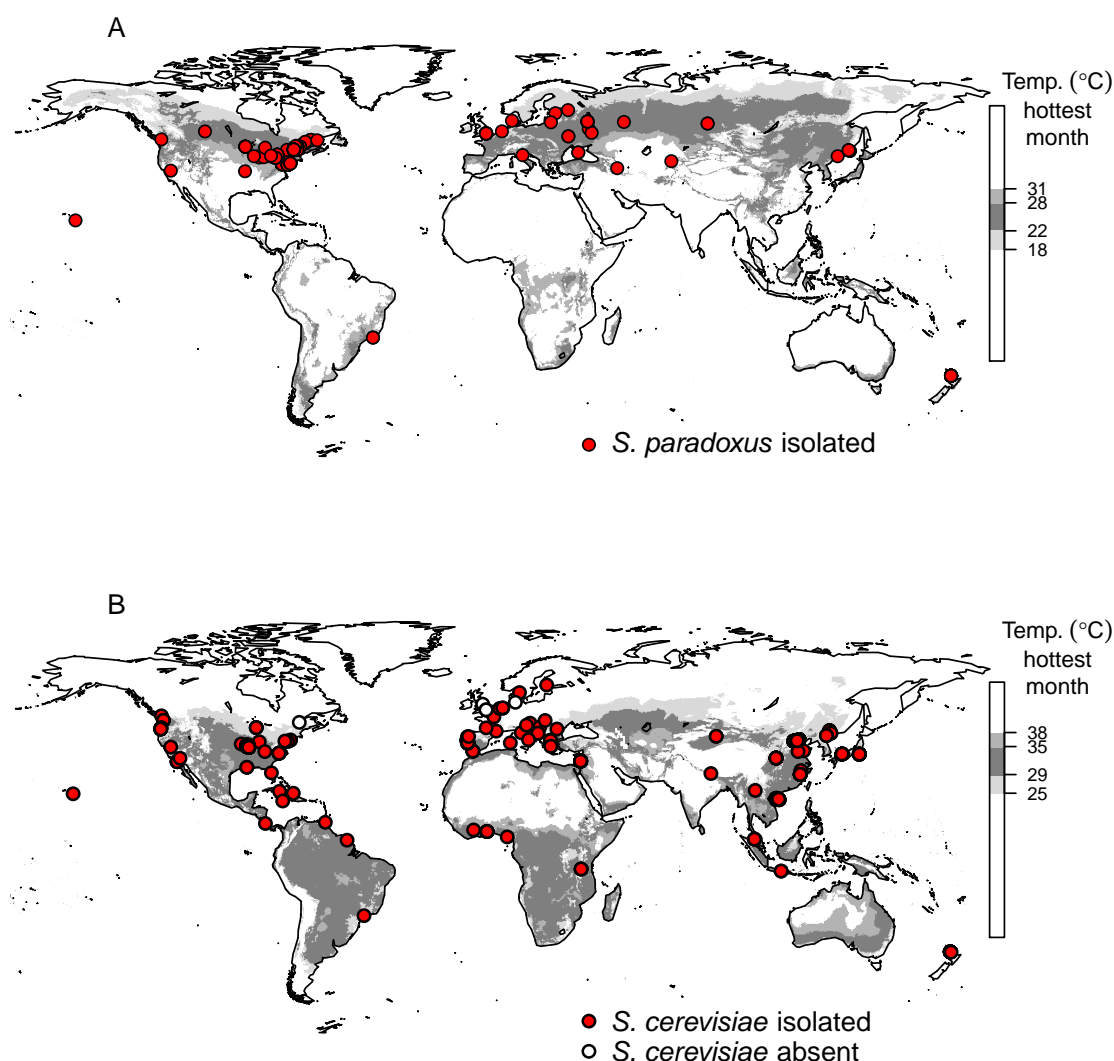 A
Temp. (°C)
hottest
month
31
28
22
18
S. paradoxus isolated
B
Temp. (°C)
hottest
month
38
35
29
25
S. cerevisiae isolated
S. cerevisiae absent